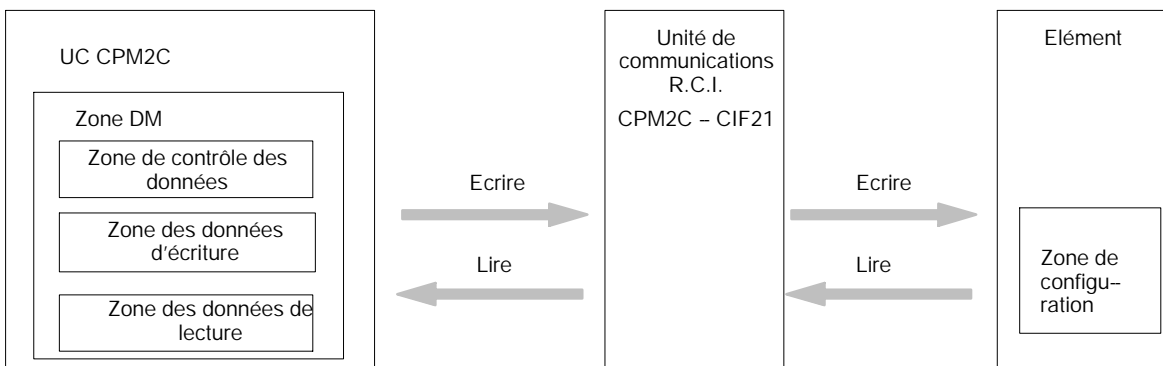 UC CPM2C
Zone DM
Zone de contrôle des
données
Zone des données
d'écriture
Zone des données de
lecture
Ecrire
Lire
Unité de
communications
R.C.I.
CPM2C – CIF21
Ecrire
Lire
Elément
Zone de
configu--
ration